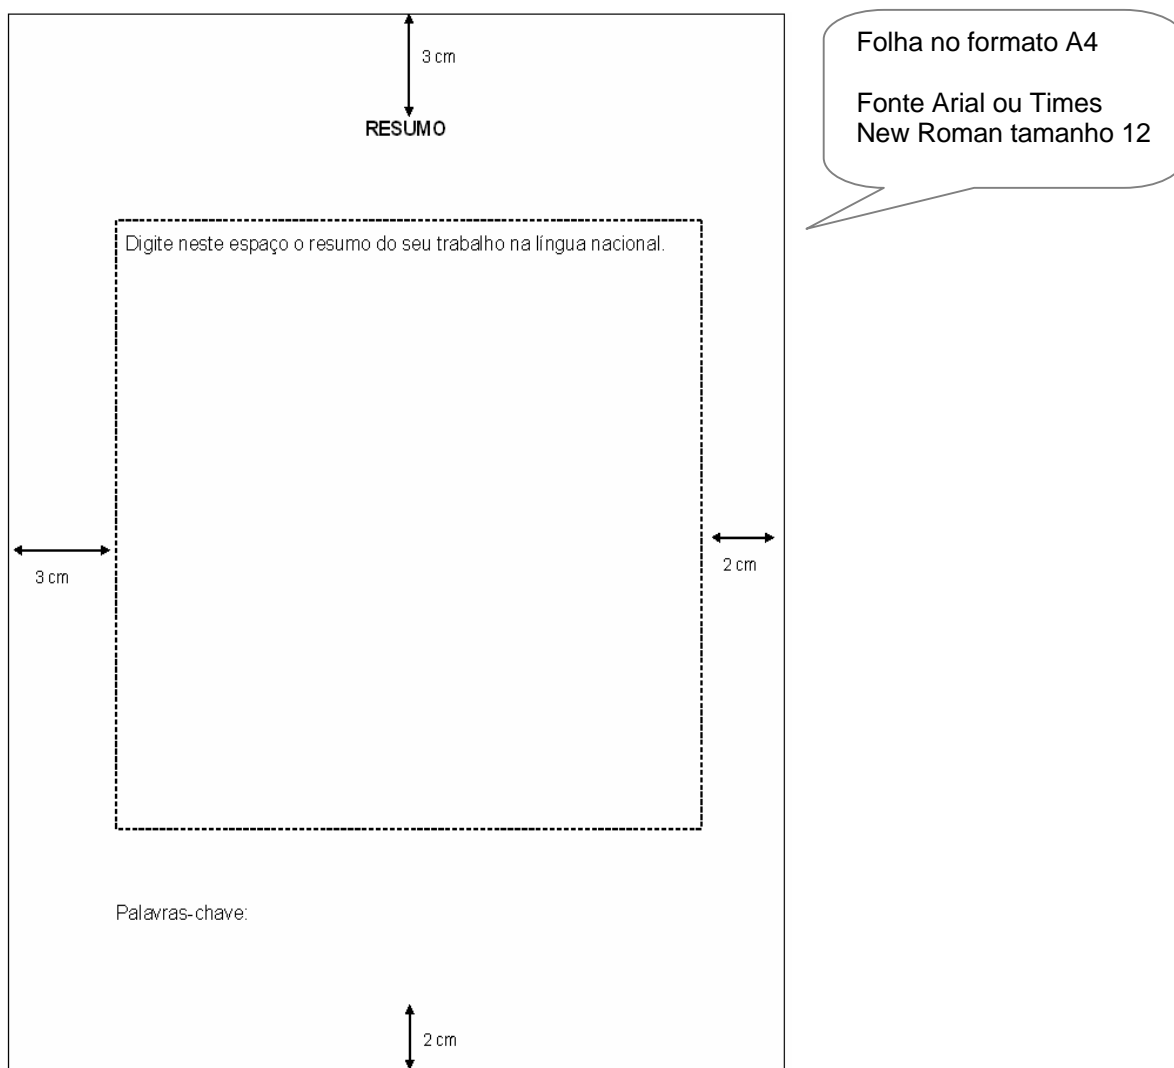 3 cm
Folha no formato A4
Fonte Arial ou Times
New Roman tamanho 12
RESUMO
Digite neste espaço o resumo do seu trabalho na língua nacional.
3 cm
2 cm
Palavras-chave:
2 cm